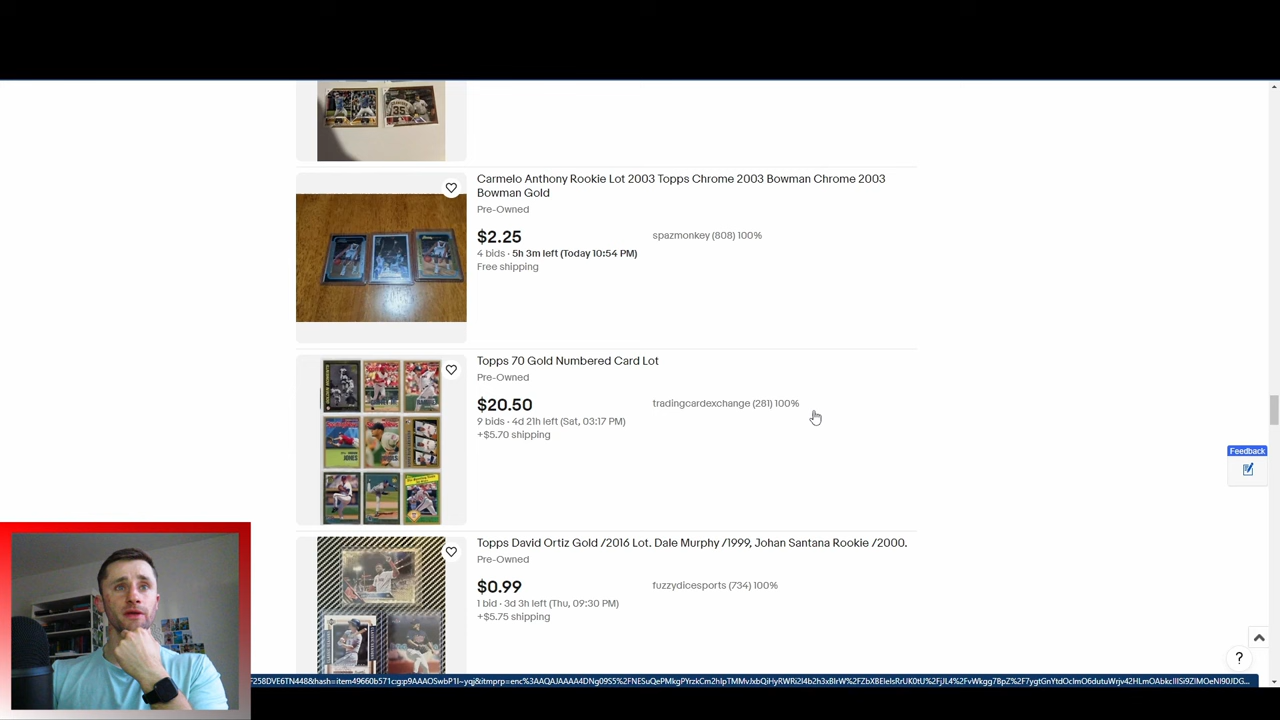 Carmelo Anthony Rookie Lot 2003 Topps Chrome 2003 Bowman Chrome 2003
Bowman Gold
Pre-Owned
$2.25
spazmonkey (808) 100%
4 bids · 5h 3m left (Today 10:54 PM)
Free shipping
Topps 70 Gold Numbered Card Lot
Pre-Owned
$20.50
tradingcardexchange (281) 100%
9 bids · 4d 21h left (Sat, 03:17 PM)
+$5.70 shipping
Feedback
Topps David Ortiz Gold /2016 Lot. Dale Murphy /1999, Johan Santana Rookie /2000.
Pre-Owned
$0.99
fuzzydicesports (734) 100%
1 bid · 3d 3h left (Thu, 09:30 PM)
+$5.75 shipping
?